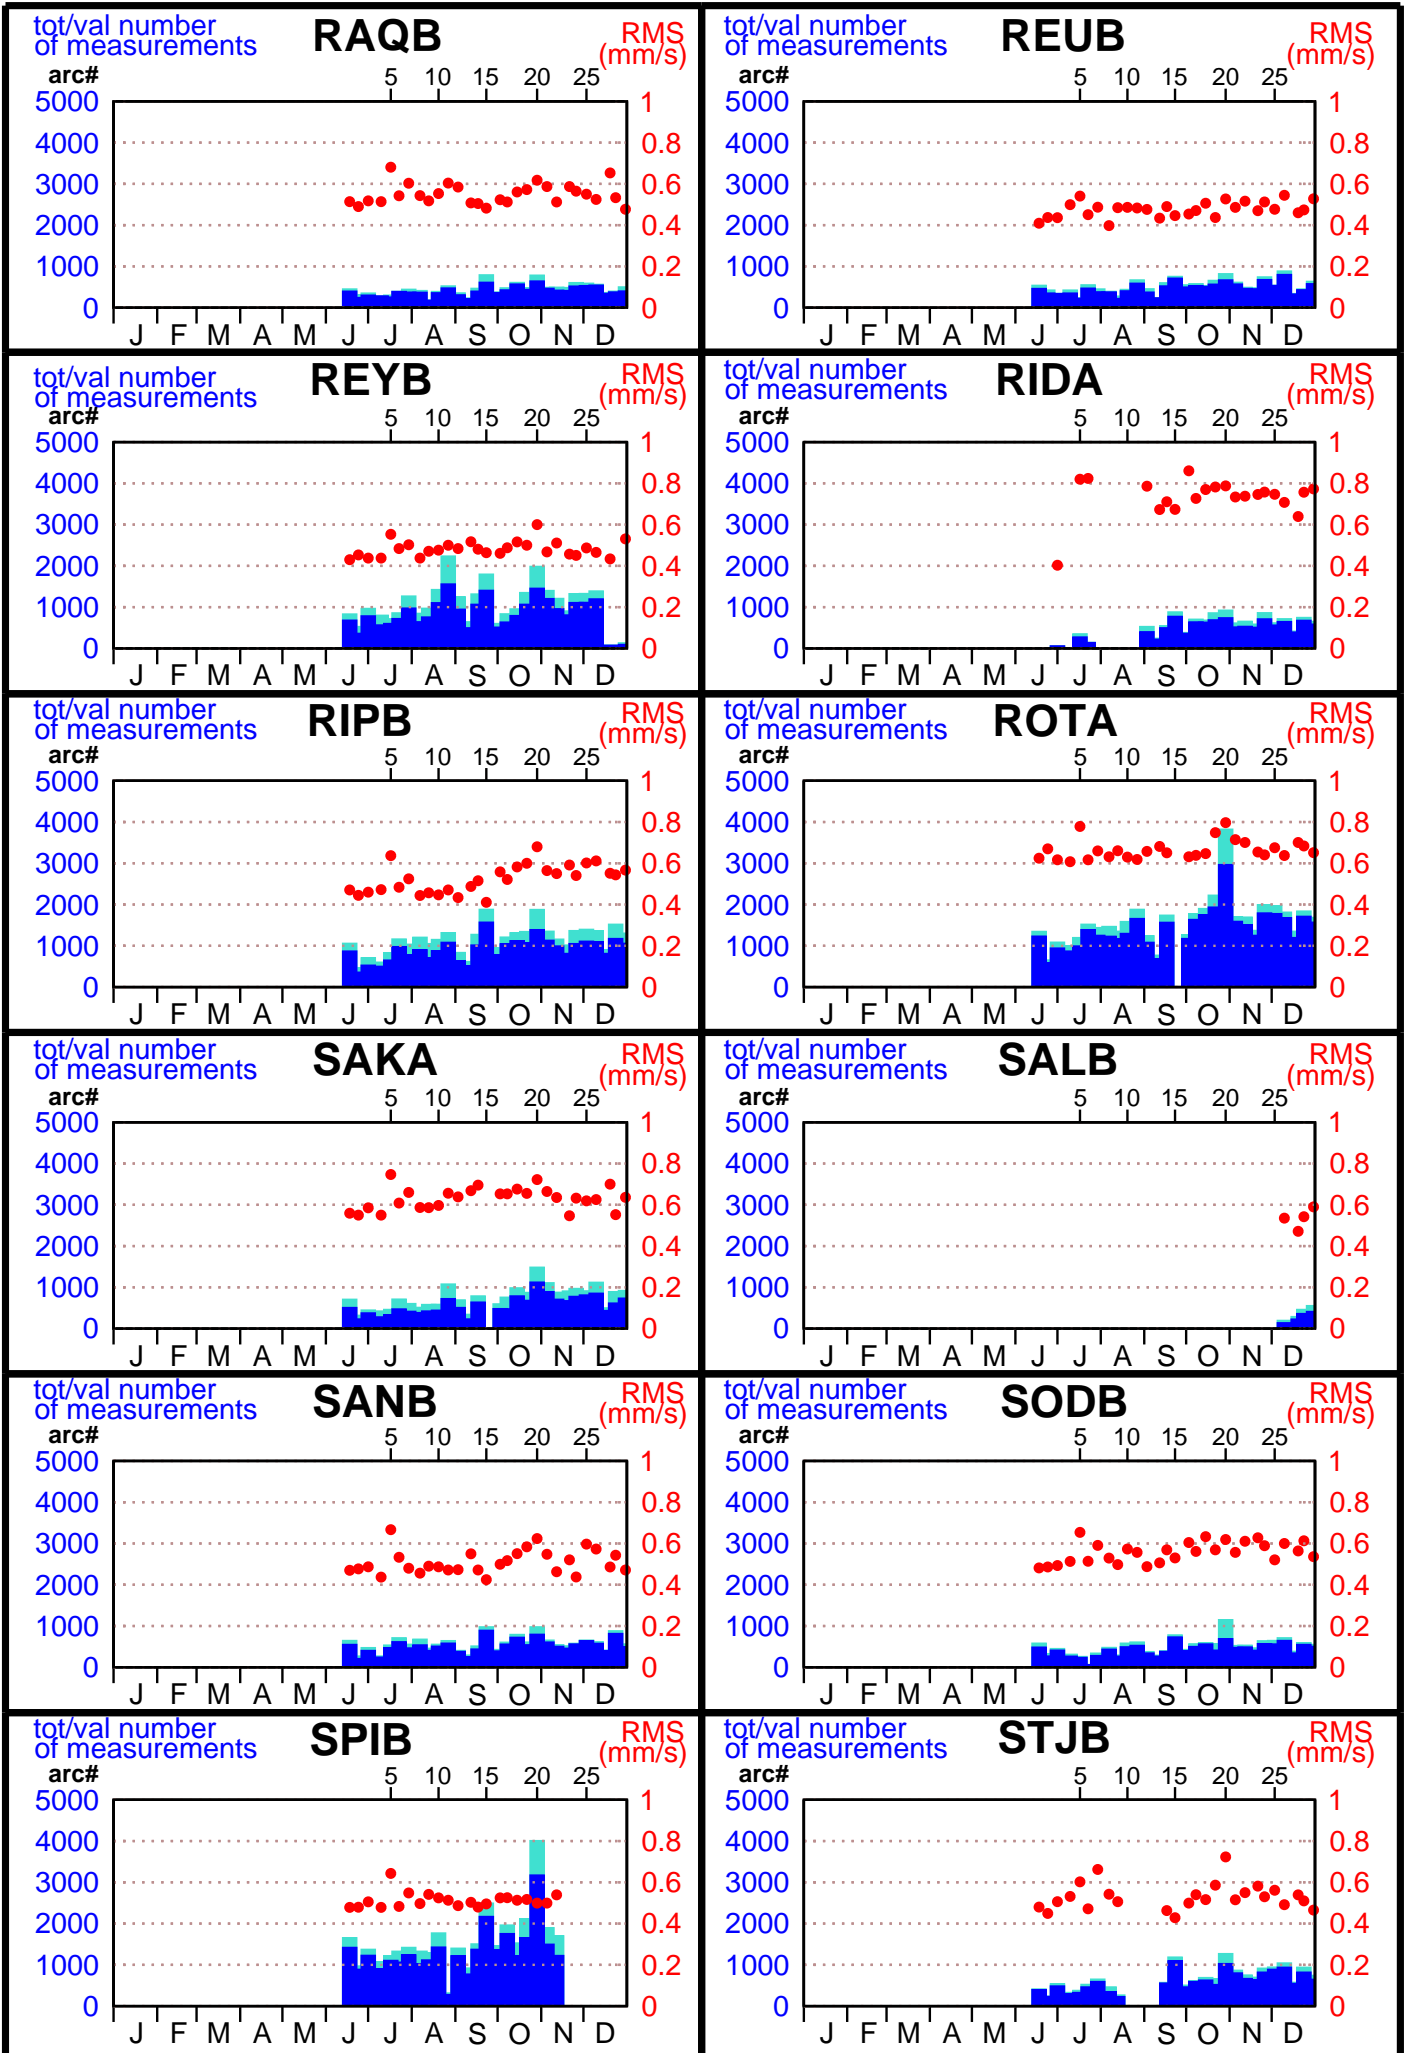 tot/val number
of measurements
RAQB
RMS
(mm/s)
arc#
5 10 15 20 25
5000 1
4000 0.8
3000 0.6
2000 0.4
1000 0.2
0 0
J F M A M J J A S O N D
tot/val number
of measurements
REUB
RMS
(mm/s)
arc#
5 10 15 20 25
5000 1
4000 0.8
3000 0.6
2000 0.4
1000 0.2
0 0
J F M A M J J A S O N D
tot/val number
of measurements
REYB
RMS
(mm/s)
arc#
5 10 15 20 25
5000 1
4000 0.8
3000 0.6
2000 0.4
1000 0.2
0 0
J F M A M J J A S O N D
tot/val number
of measurements
RIDA
RMS
(mm/s)
arc#
5 10 15 20 25
5000 1
4000 0.8
3000 0.6
2000 0.4
1000 0.2
0 0
J F M A M J J A S O N D
tot/val number
of measurements
RIPB
RMS
(mm/s)
arc#
5 10 15 20 25
5000 1
4000 0.8
3000 0.6
2000 0.4
1000 0.2
0 0
J F M A M J J A S O N D
tot/val number
of measurements
ROTA
RMS
(mm/s)
arc#
5 10 15 20 25
5000 1
4000 0.8
3000 0.6
2000 0.4
1000 0.2
0 0
J F M A M J J A S O N D
tot/val number
of measurements
SAKA
RMS
(mm/s)
arc#
5 10 15 20 25
5000 1
4000 0.8
3000 0.6
2000 0.4
1000 0.2
0 0
J F M A M J J A S O N D
tot/val number
of measurements
SALB
RMS
(mm/s)
arc#
5 10 15 20 25
5000 1
4000 0.8
3000 0.6
2000 0.4
1000 0.2
0 0
J F M A M J J A S O N D
tot/val number
of measurements
SANB
RMS
(mm/s)
arc#
5 10 15 20 25
5000 1
4000 0.8
3000 0.6
2000 0.4
1000 0.2
0 0
J F M A M J J A S O N D
tot/val number
of measurements
SODB
RMS
(mm/s)
arc#
5 10 15 20 25
5000 1
4000 0.8
3000 0.6
2000 0.4
1000 0.2
0 0
J F M A M J J A S O N D
tot/val number
of measurements
SPIB
RMS
(mm/s)
arc#
5 10 15 20 25
5000 1
4000 0.8
3000 0.6
2000 0.4
1000 0.2
0 0
J F M A M J J A S O N D
tot/val number
of measurements
STJB
RMS
(mm/s)
arc#
5 10 15 20 25
5000 1
4000 0.8
3000 0.6
2000 0.4
1000 0.2
0 0
J F M A M J J A S O N D